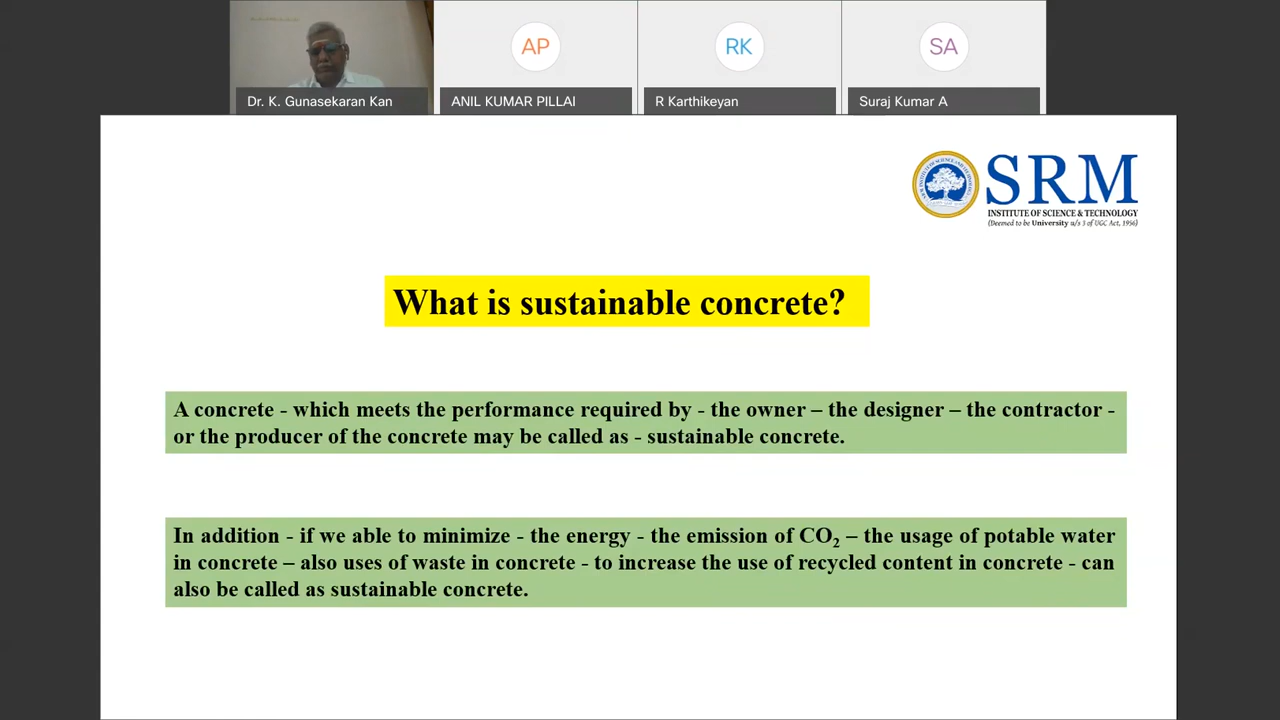 Dr. K. Gunasekaran Kan
AP
ANIL KUMAR PILLAI
RK
R Karthikeyan
SA
Suraj Kumar A
SRM
INSTITUTE OF SCIENCE & TECHNOLOGY
(Deemed to be University u/s 3 of UGC Act, 1956)
What is sustainable concrete?
A concrete - which meets the performance required by - the owner – the designer – the contractor -
or the producer of the concrete may be called as - sustainable concrete.
In addition - if we able to minimize - the energy - the emission of CO₂ – the usage of potable water
in concrete – also uses of waste in concrete - to increase the use of recycled content in concrete - can
also be called as sustainable concrete.